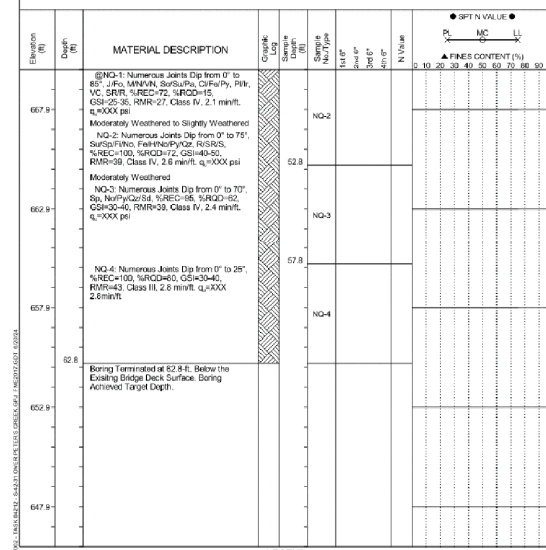 ● SPT N VALUE ●
PL MC LL
▲ FINES CONTENT (%)
0 10 20 30 40 50 60 70 80 90
Elevation (ft)
Depth (ft)
MATERIAL DESCRIPTION
Graphic Log
Sample Depth (ft)
Sample No./Type
1st 6"
2nd 6"
3rd 6"
4th 6"
N Value
@NQ-1: Numerous Joints Dip from 0° to
85°, J/Fo, M/N/VN, So/Su/Pa, Cl/Fe/Py, Pl/Ir,
VC, SR/R, %REC=72, %RQD=15,
GSI=25-35, RMR=27, Class IV, 2.1 min/ft.
qu=XXX psi
667.9
Moderately Weathered to Slightly Weathered
NQ-2
NQ-2: Numerous Joints Dip from 0° to 75°,
Su/Sp/Fi/No, Fe/H/No/Py/Qz, R/SR/S,
%REC=100, %RQD=72, GSI=40-50,
RMR=39, Class IV, 2.6 min/ft. qu=XXX psi
52.8
Moderately Weathered
NQ-3: Numerous Joints Dip from 0° to 70°,
Sp, No/Py/Qz/Sd, %REC=95, %RQD=62,
GSI=30-40, RMR=39, Class IV, 2.4 min/ft.
qu=XXX psi
662.9
NQ-3
57.8
NQ-4: Numerous Joints Dip from 0° to 25°,
%REC=100, %RQD=80, GSI=30-40,
RMR=43, Class III, 2.8 min/ft. qu=XXX
2.8min/ft
657.9
NQ-4
62.8
Boring Terminated at 62.8-ft. Below the
Exisitng Bridge Deck Surface. Boring
Achieved Target Depth.
652.9
647.9